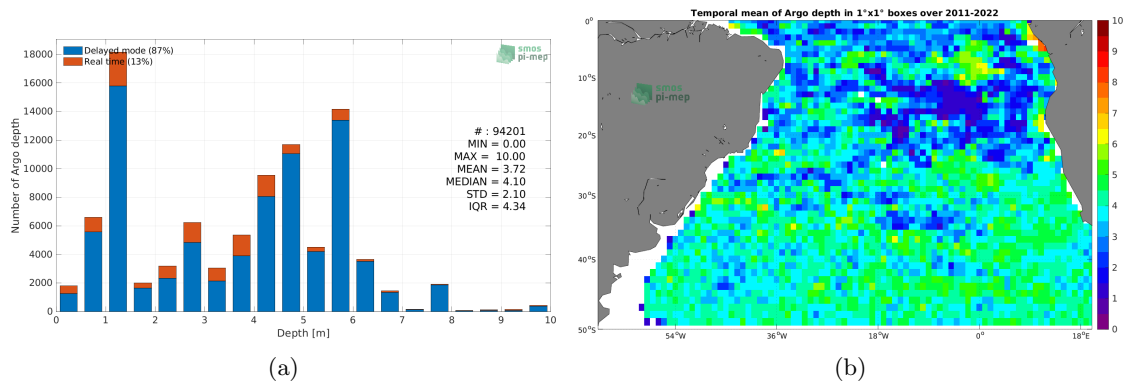 Delayed mode (87%)
Real time (13%)
smos
pi-mep
Number of Argo depth
18000
16000
14000
12000
10000
8000
6000
4000
2000
0
# : 94201
MIN = 0.00
MAX = 10.00
MEAN = 3.72
MEDIAN = 4.10
STD = 2.10
IQR = 4.34
0 1 2 3 4 5 6 7 8 9 10
Depth [m]
(a)
Temporal mean of Argo depth in 1°x1° boxes over 2011-2022
0°
10°S
20°S
30°S
40°S
50°S
smos
pi-mep
54°W 36°W 18°W 0° 18°E
10
9
8
7
6
5
4
3
2
1
0
(b)